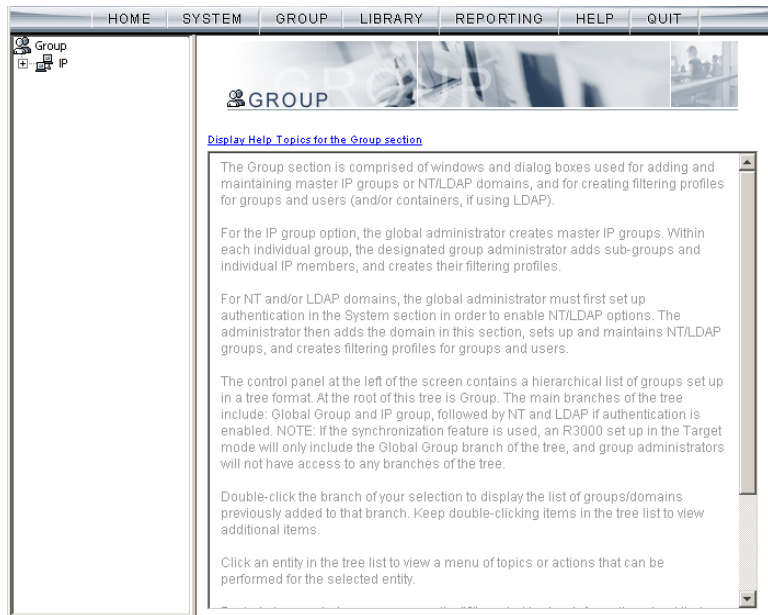 HOME SYSTEM GROUP LIBRARY REPORTING HELP QUIT
Group
IP
GROUP
GROUP
Display Help Topics for the Group section
The Group section is comprised of windows and dialog boxes used for adding and
maintaining master IP groups or NT/LDAP domains, and for creating filtering profiles
for groups and users (and/or containers, if using LDAP).
For the IP group option, the global administrator creates master IP groups. Within
each individual group, the designated group administrator adds sub-groups and
individual IP members, and creates their filtering profiles.
For NT and/or LDAP domains, the global administrator must first set up
authentication in the System section in order to enable NT/LDAP options. The
administrator then adds the domain in this section, sets up and maintains NT/LDAP
groups, and creates filtering profiles for groups and users.
The control panel at the left of the screen contains a hierarchical list of groups set up
in a tree format. At the root of this tree is Group. The main branches of the tree
include: Global Group and IP group, followed by NT and LDAP if authentication is
enabled. NOTE: If the synchronization feature is used, an R3000 set up in the Target
mode will only include the Global Group branch of the tree, and group administrators
will not have access to any branches of the tree.
Double-click the branch of your selection to display the list of groups/domains
previously added to that branch. Keep double-clicking items in the tree list to view
additional items.
Click an entity in the tree list to view a menu of topics or actions that can be
performed for the selected entity.